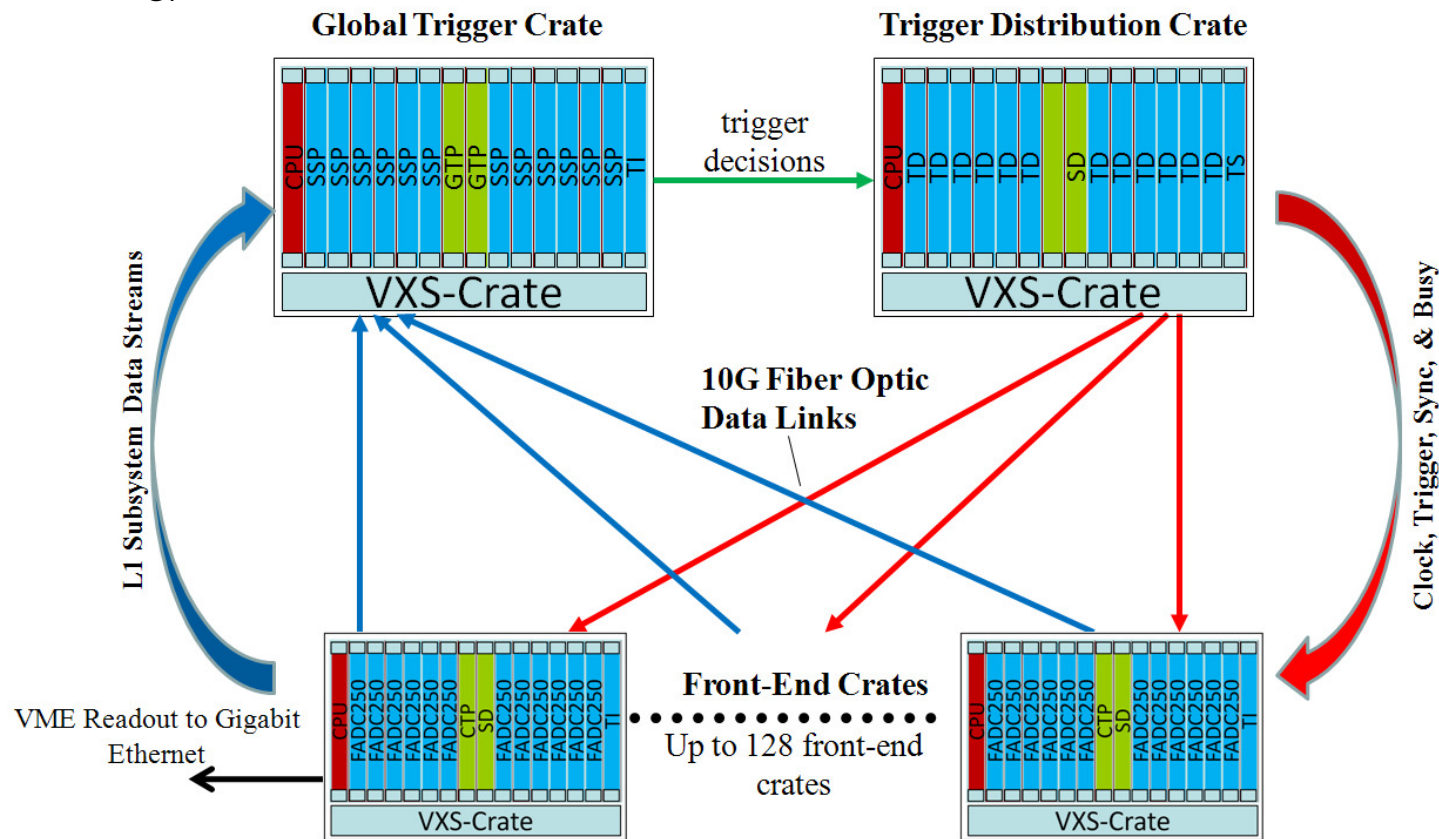 Global Trigger Crate
Trigger Distribution Crate
CPU
SSP
SSP
SSP
SSP
SSP
SSP
GTP
GTP
SSP
SSP
SSP
SSP
SSP
SSP
TI
VXS-Crate
trigger
decisions
CPU
TD
TD
TD
TD
TD
TD
SD
TD
TD
TD
TD
TD
TD
TS
VXS-Crate
L1 Subsystem Data Streams
10G Fiber Optic
Data Links
Clock, Trigger, Sync, & Busy
VME Readout to Gigabit
Ethernet
CPU
FADC250
FADC250
FADC250
FADC250
FADC250
FADC250
CTP
SD
FADC250
FADC250
FADC250
FADC250
FADC250
FADC250
TI
VXS-Crate
Front-End Crates
Up to 128 front-end
crates
CPU
FADC250
FADC250
FADC250
FADC250
FADC250
FADC250
CTP
SD
FADC250
FADC250
FADC250
FADC250
FADC250
FADC250
TI
VXS-Crate